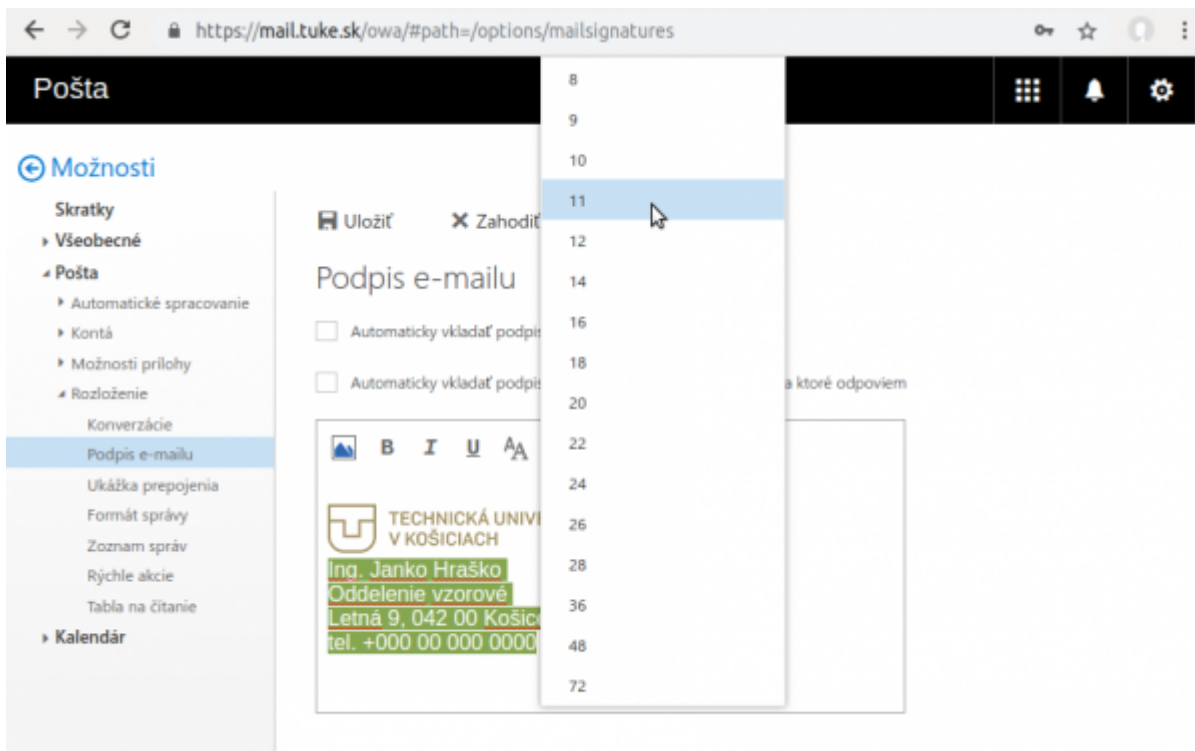 https://mail.tuke.sk/owa/#path=/options/mailsignatures
Pošta
Možnosti
Skratky
Všeobecné
Pošta
Automatické spracovanie
Kontá
Možnosti prílohy
Rozloženie
Konverzácie
Podpis e-mailu
Ukážka prepojenia
Formát správy
Zoznam správ
Rýchle akcie
Tabla na čítanie
Kalendár
Uložiť Zahodiť
Podpis e-mailu
Automaticky vkladať podpis
Automaticky vkladať podpis a ktoré odpoviem
B I U AA
TECHNICKÁ UNIV
V KOŠICIACH
Ing. Janko Hraško
Oddelenie vzorové
Letná 9, 042 00 Košice
tel. +000 00 000 0000
8
9
10
11
12
14
16
18
20
22
24
26
28
36
48
72